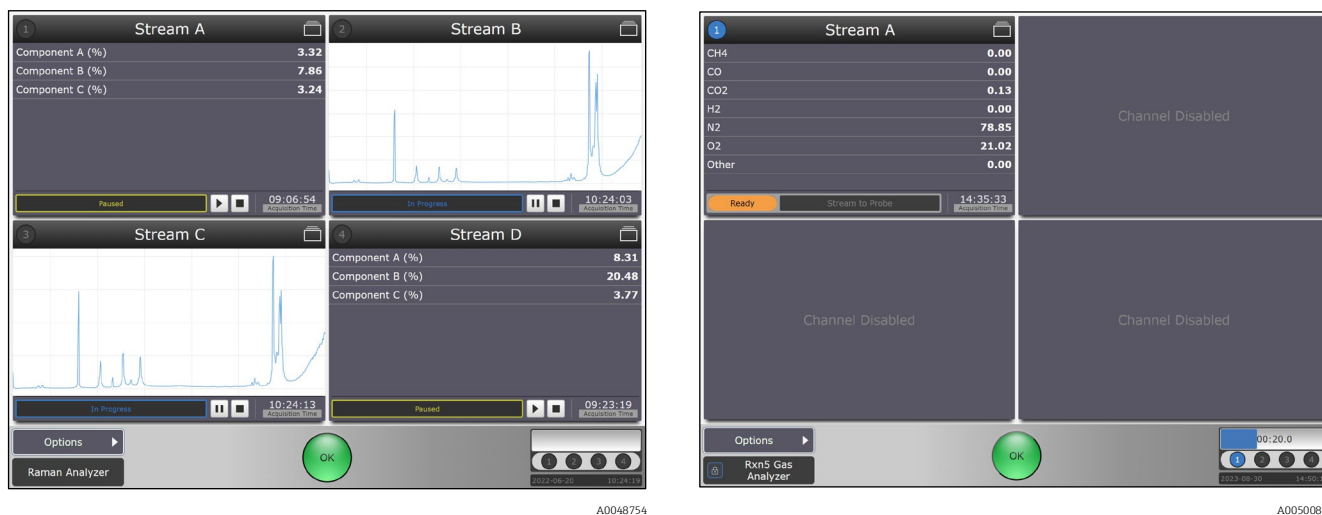 1 Stream A
Component A (%) 3.32
Component B (%) 7.86
Component C (%) 3.24
Paused 09:06:54
Acquisition Time
2 Stream B
In Progress 10:24:03
Acquisition Time
3 Stream C
In Progress 10:24:13
Acquisition Time
4 Stream D
Component A (%) 8.31
Component B (%) 20.48
Component C (%) 3.77
Paused 09:23:19
Acquisition Time
Options
Raman Analyzer
OK
1 2 3 4
2022-06-20 10:24:19
A0048754
1 Stream A
CH4 0.00
CO 0.00
CO2 0.13
H2 0.00
N2 78.85
O2 21.02
Other 0.00
Ready Stream to Probe 14:35:33
Acquisition Time
Channel Disabled
Channel Disabled
Channel Disabled
Options
Rxn5 Gas
Analyzer
OK
00:20.0
1 2 3 4
2023-08-30
A005008